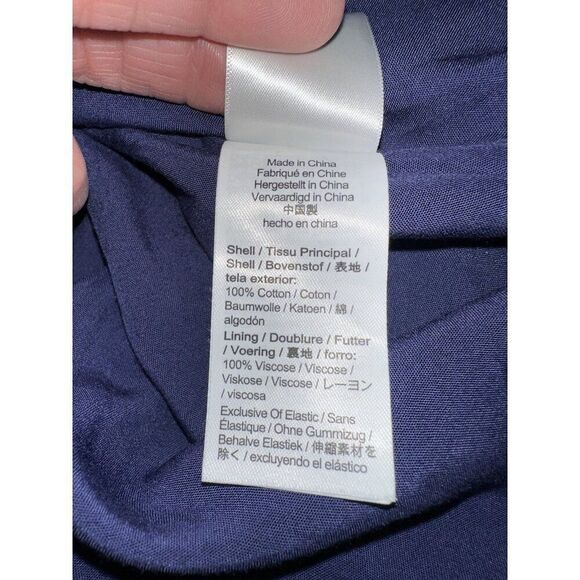 Made in China
Fabriqué en Chine
Hergestellt in China
Vervaardigd in China
中国製
hecho en china
Shell / Tissu Principal /
Shell / Bovenstof / 表地 /
tela exterior:
100% Cotton / Coton /
Baumwolle / Katoen / 綿 /
algodón
Lining / Doublure / Futter
/ Voering / 裏地 / forro:
100% Viscose / Viscose /
Viskose / Viscose / レーヨン
/ viscosa
Exclusive Of Elastic / Sans
Élastique / Ohne Gummizug /
Behalve Elastiek / 伸縮素材を
除く / excluyendo el elástico